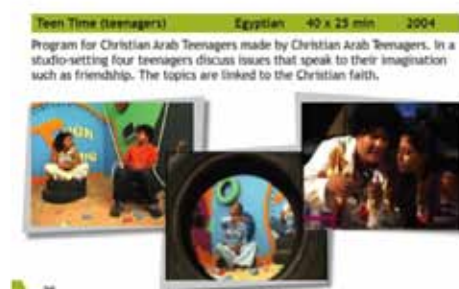 Teen Time (teenagers) Egyptian 40 x 25 min 2004
Program for Christian Arab Teenagers made by Christian Arab Teenagers. In a
studio-setting four teenagers discuss issues that speak to their imagination
such as friendship. The topics are linked to the Christian faith.